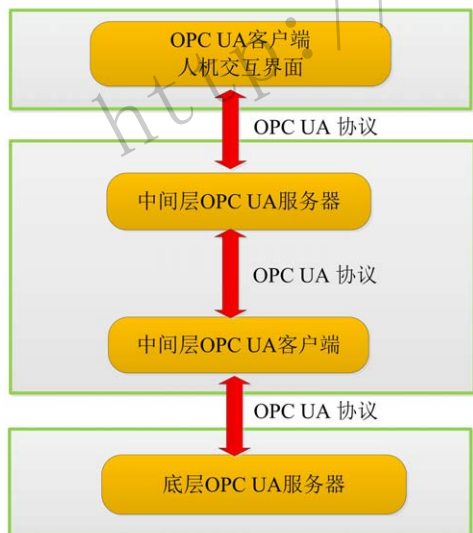 OPC UA客户端
人机交互界面
OPC UA 协议
中间层OPC UA服务器
OPC UA 协议
中间层OPC UA客户端
OPC UA 协议
底层OPC UA服务器
http://